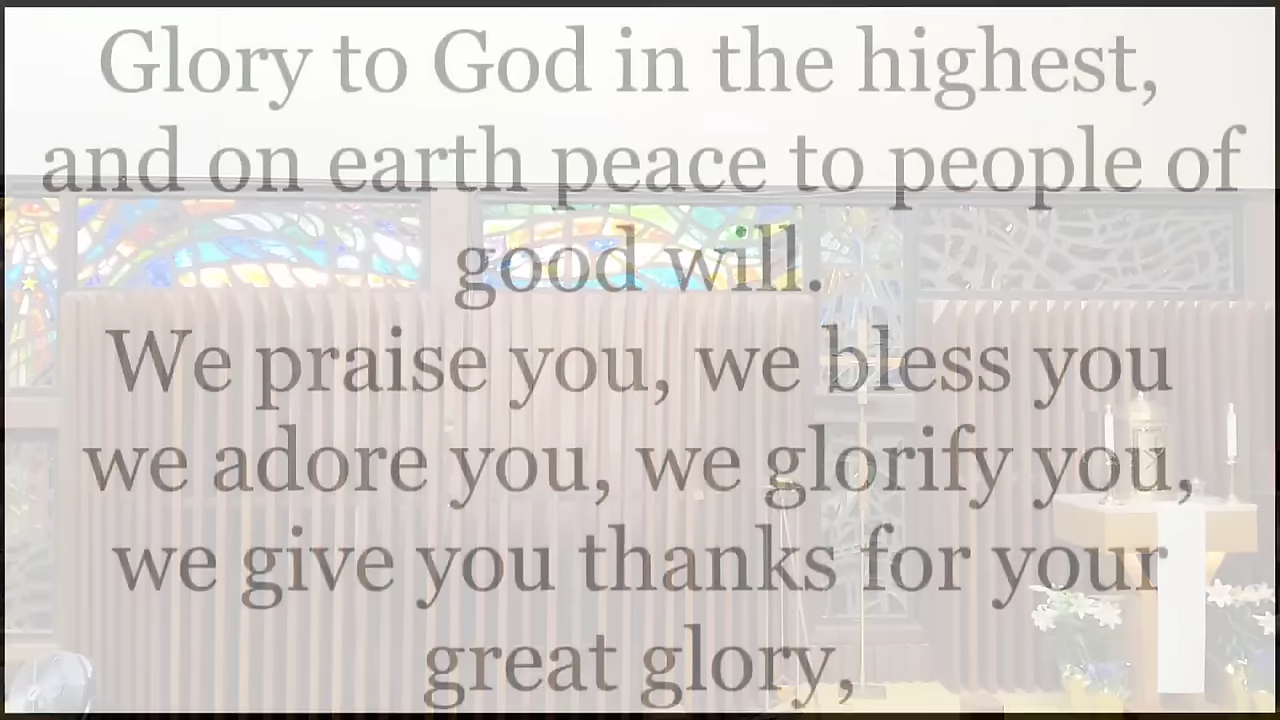 Glory to God in the highest,
and on earth peace to people of
good will.
We praise you, we bless you
we adore you, we glorify you,
we give you thanks for your
great glory,